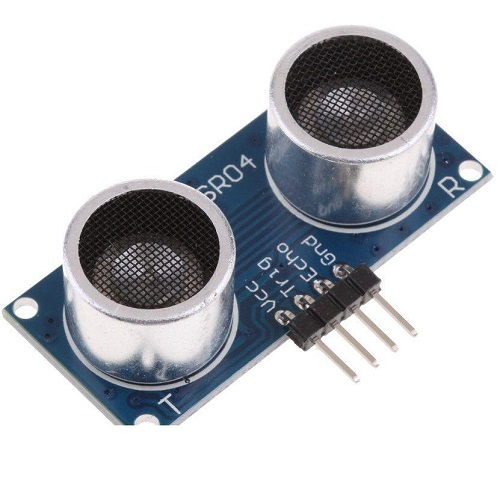 SR04
R
Gnd
Echo
Trig
Vcc
T